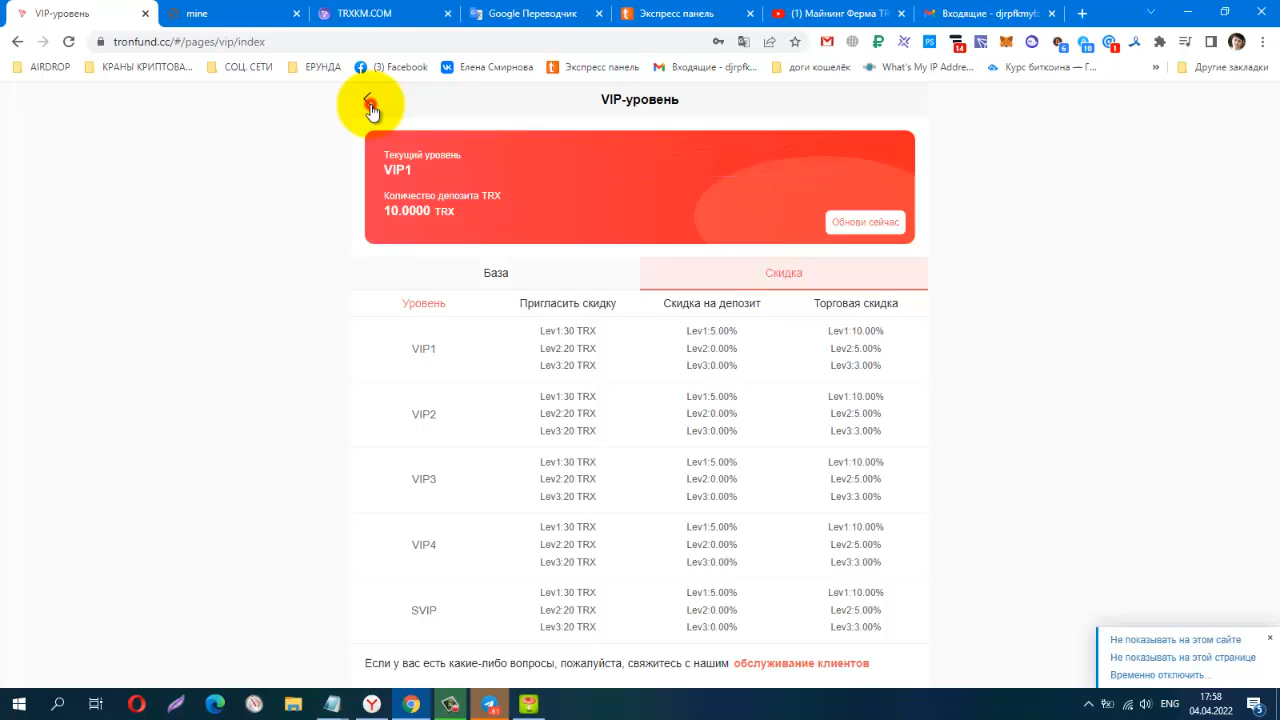 VIP-уровень
mine
TRXKM.COM
Google Переводчик
Экспресс панель
(1) Майнинг Ферма TR
Входящие - djrpkmyf
tronfund.cc/#/pages/vip/index
14
6
10
1
AIRDROP
КРАНЫ КРИПТОВА...
СОЦ. СЕТИ
ЕРУНДА
(3) Facebook
Елена Смирнова
Экспресс панель
Входящие - djrpfk...
доги кошелёк
What's My IP Addre...
Курс биткоина — Г...
»
Другие закладки
VIP-уровень
Текущий уровень
VIP1
Количество депозита TRX
10.0000 TRX
Обнови сейчас
База Скидка
Уровень Пригласить скидку Скидка на депозит Торговая скидка
Lev1:30 TRX Lev1:5.00% Lev1:10.00%
VIP1 Lev2:20 TRX Lev2:0.00% Lev2:5.00%
Lev3:20 TRX Lev3:0.00% Lev3:3.00%
Lev1:30 TRX Lev1:5.00% Lev1:10.00%
VIP2 Lev2:20 TRX Lev2:0.00% Lev2:5.00%
Lev3:20 TRX Lev3:0.00% Lev3:3.00%
Lev1:30 TRX Lev1:5.00% Lev1:10.00%
VIP3 Lev2:20 TRX Lev2:0.00% Lev2:5.00%
Lev3:20 TRX Lev3:0.00% Lev3:3.00%
Lev1:30 TRX Lev1:5.00% Lev1:10.00%
VIP4 Lev2:20 TRX Lev2:0.00% Lev2:5.00%
Lev3:20 TRX Lev3:0.00% Lev3:3.00%
Lev1:30 TRX Lev1:5.00% Lev1:10.00%
SVIP Lev2:20 TRX Lev2:0.00% Lev2:5.00%
Lev3:20 TRX Lev3:0.00% Lev3:3.00%
Если у вас есть какие-либо вопросы, пожалуйста, свяжитесь с нашим обслуживание клиентов
Не показывать на этом сайте
Не показывать на этой странице
Временно отключить...
ENG
17:58
04.04.2022